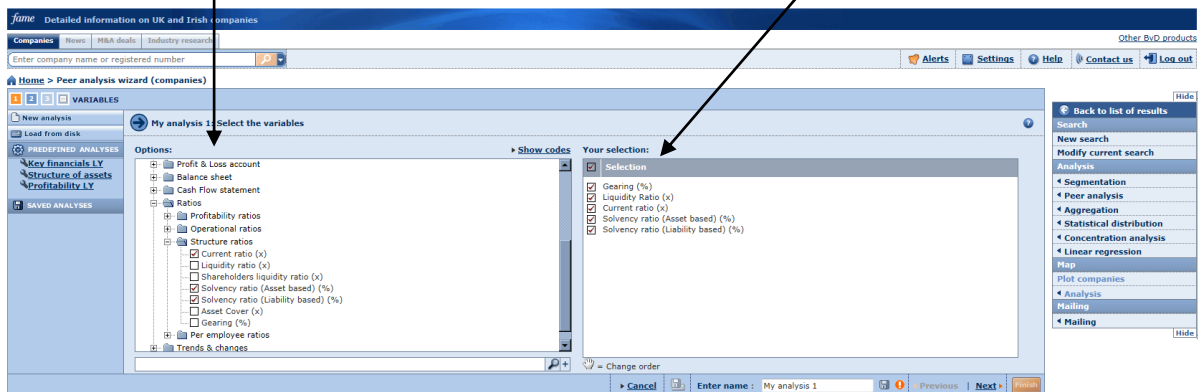 fame Detailed information on UK and Irish companies
Companies News M&A deals Industry research
Other BvD products
Enter company name or registered number
Alerts Settings Help Contact us Log out
Home > Peer analysis wizard (companies)
1 2 3 VARIABLES
Hide
New analysis
Load from disk
PREDEFINED ANALYSES
Key financials LY
Structure of assets
Profitability LY
SAVED ANALYSES
My analysis 1: Select the variables
Options:
Show codes
Profit & Loss account
Balance sheet
Cash Flow statement
Ratios
Profitability ratios
Operational ratios
Structure ratios
Current ratio (x)
Liquidity ratio (x)
Shareholders liquidity ratio (x)
Solvency ratio (Asset based) (%)
Solvency ratio (Liability based) (%)
Asset Cover (x)
Gearing (%)
Per employee ratios
Trends & changes
Your selection:
Selection
Gearing (%)
Liquidity Ratio (x)
Current ratio (x)
Solvency ratio (Asset based) (%)
Solvency ratio (Liability based) (%)
= Change order
Cancel Enter name : My analysis 1 Previous | Next Finish
Back to list of results
Search
New search
Modify current search
Analysis
Segmentation
Peer analysis
Aggregation
Statistical distribution
Concentration analysis
Linear regression
Map
Plot companies
Analysis
Mailing
Mailing
Hide